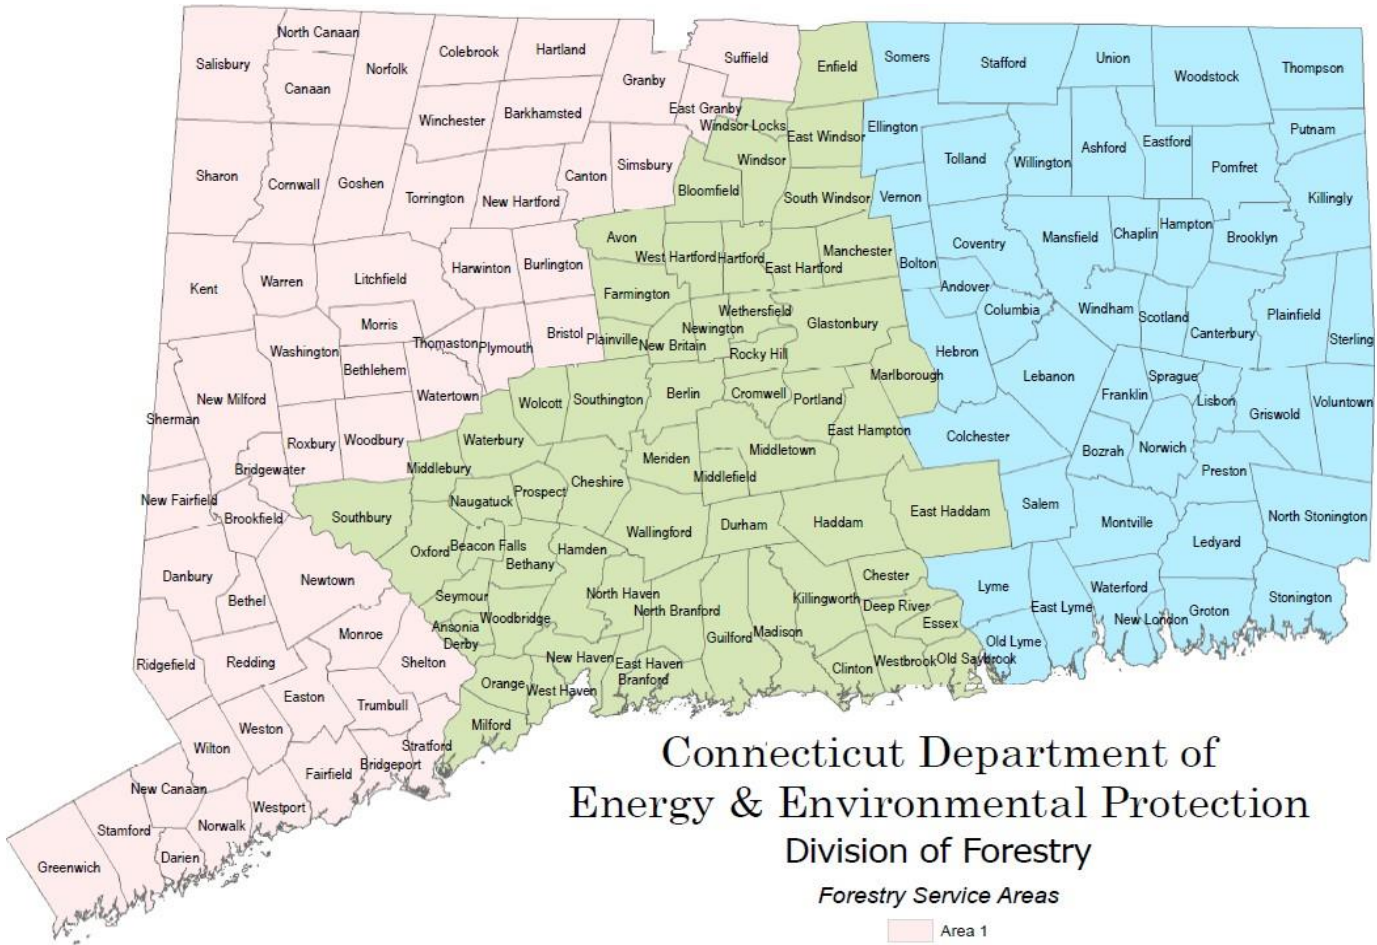 North Canaan
Salisbury
Canaan
Norfolk
Colebrook
Hartland
Granby
Suffield
Enfield
Somers
Stafford
Union
Woodstock
Thompson
Winchester
Barkhamsted
East Granby
Windsor Locks
East Windsor
Ellington
Tolland
Willington
Ashford
Eastford
Pomfret
Putnam
Killingly
Sharon
Cornwall
Goshen
Torrington
New Hartford
Canton
Simsbury
Bloomfield
Windsor
South Windsor
Vernon
Kent
Warren
Litchfield
Harwinton
Burlington
Avon
West Hartford
Hartford
East Hartford
Manchester
Bolton
Coventry
Andover
Mansfield
Chaplin
Hampton
Brooklyn
Morris
Washington
Bethlehem
Thomaston
Plymouth
Bristol
Farmington
Plainville
New Britain
Newington
Wethersfield
Rocky Hill
Glastonbury
Marlborough
Hebron
Columbia
Windham
Scotland
Canterbury
Plainfield
Sterling
Sherman
New Milford
Roxbury
Woodbury
Watertown
Wolcott
Southington
Berlin
Cromwell
Portland
East Hampton
Colchester
Lebanon
Franklin
Sprague
Lisbon
Griswold
Voluntown
Bridgewater
New Fairfield
Brookfield
Southbury
Middlebury
Waterbury
Naugatuck
Prospect
Cheshire
Meriden
Middlefield
Middletown
East Haddam
Salem
Bozrah
Norwich
Preston
Montville
North Stonington
Danbury
Bethel
Newtown
Oxford
Beacon Falls
Bethany
Hamden
Wallingford
Durham
Haddam
Chester
Lyme
East Lyme
Waterford
New London
Ledyard
Groton
Stonington
Ridgefield
Redding
Monroe
Shelton
Seymour
Ansonia
Derby
Woodbridge
North Haven
North Branford
Guilford
Madison
Killingworth
Deep River
Essex
Old Lyme
Old Saybrook
Westbrook
Clinton
New Haven
East Haven
Branford
West Haven
Orange
Milford
Easton
Trumbull
Weston
Wilton
Fairfield
Bridgeport
Stratford
New Canaan
Stamford
Norwalk
Westport
Darien
Greenwich
Connecticut Department of
Energy & Environmental Protection
Division of Forestry
Forestry Service Areas
Area 1